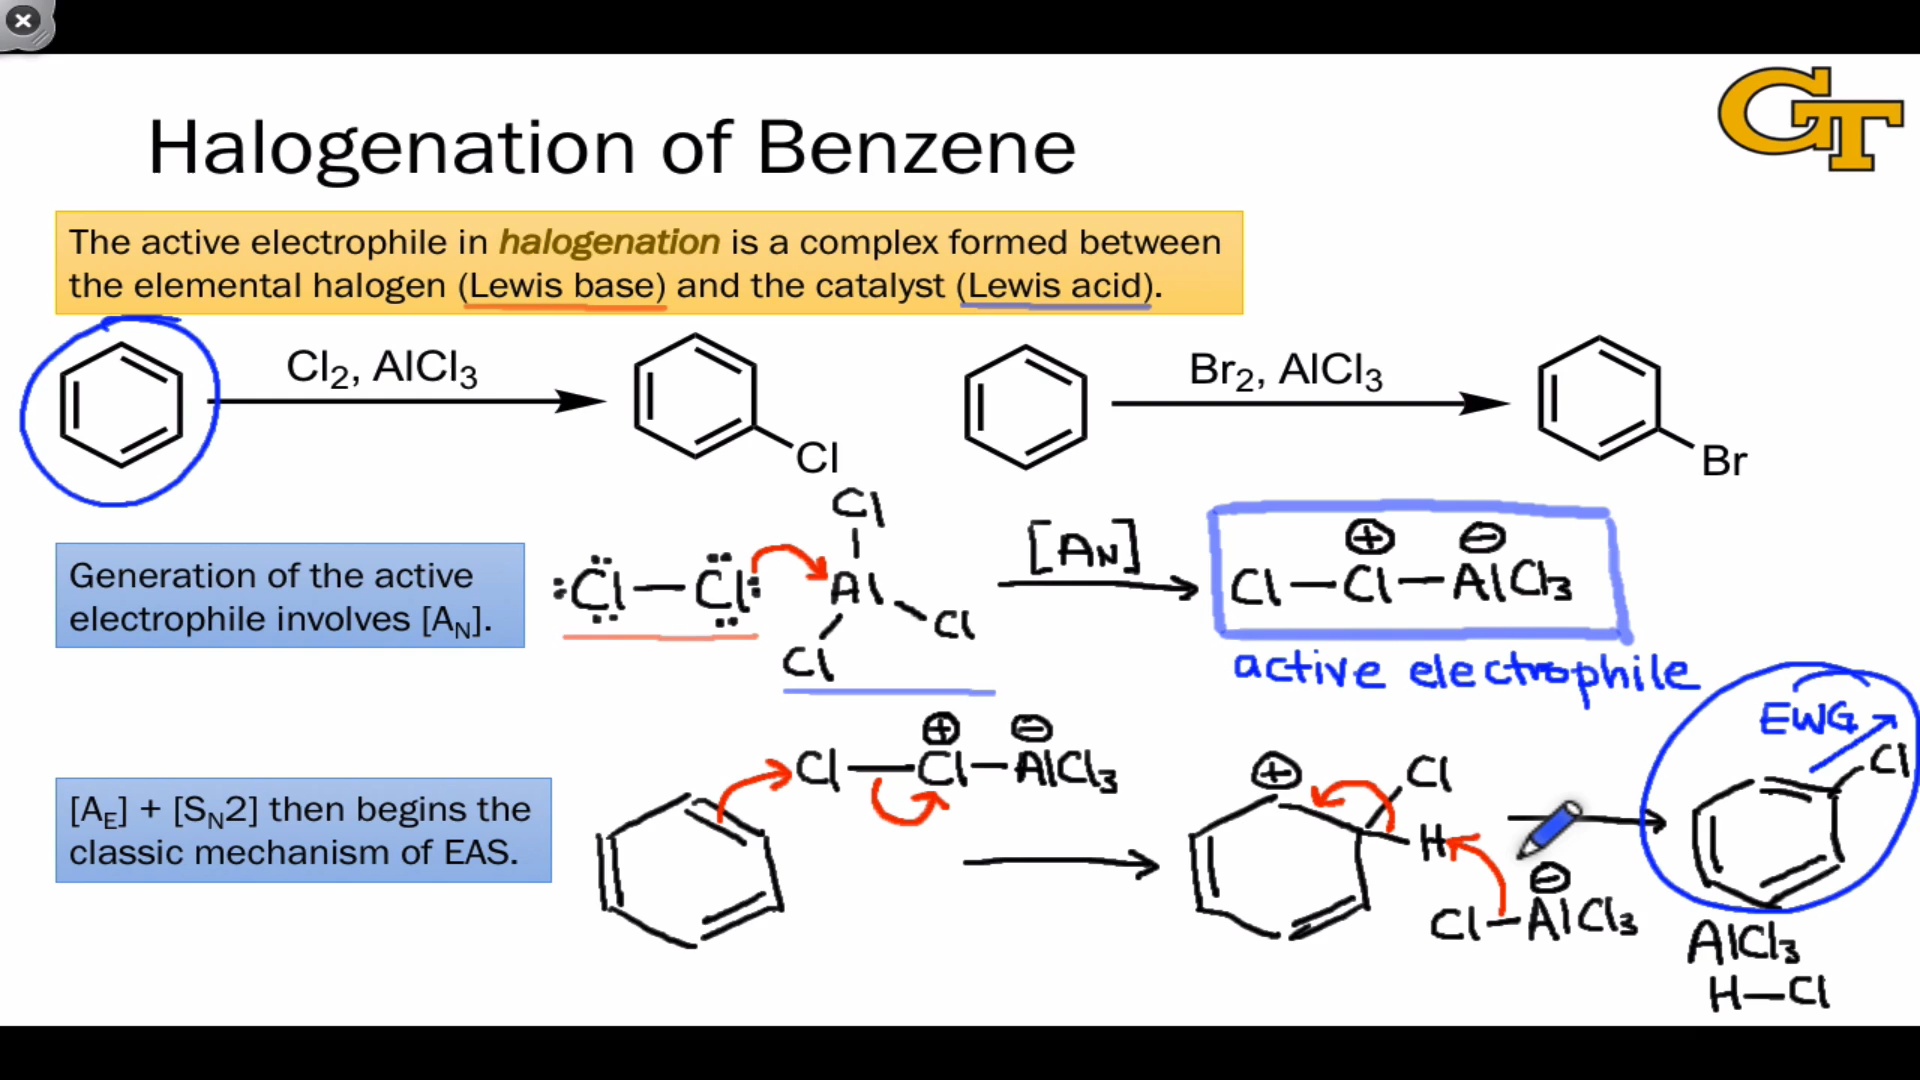 GT
Halogenation of Benzene
The active electrophile in halogenation is a complex formed between
the elemental halogen (Lewis base) and the catalyst (Lewis acid).
Cl₂, AlCl₃
Cl
Br₂, AlCl₃
Br
Generation of the active
electrophile involves [Aₙ].
:Cl—Cl:
Cl
Al
Cl
Cl
[Aₙ]
⊕ ⊖
Cl—Cl—AlCl₃
active electrophile
[Aᴇ] + [Sɴ2] then begins the
classic mechanism of EAS.
⊕ ⊖
Cl—Cl—AlCl₃
⊕
Cl
H
⊖
Cl–AlCl₃
EWG
Cl
AlCl₃
H—Cl